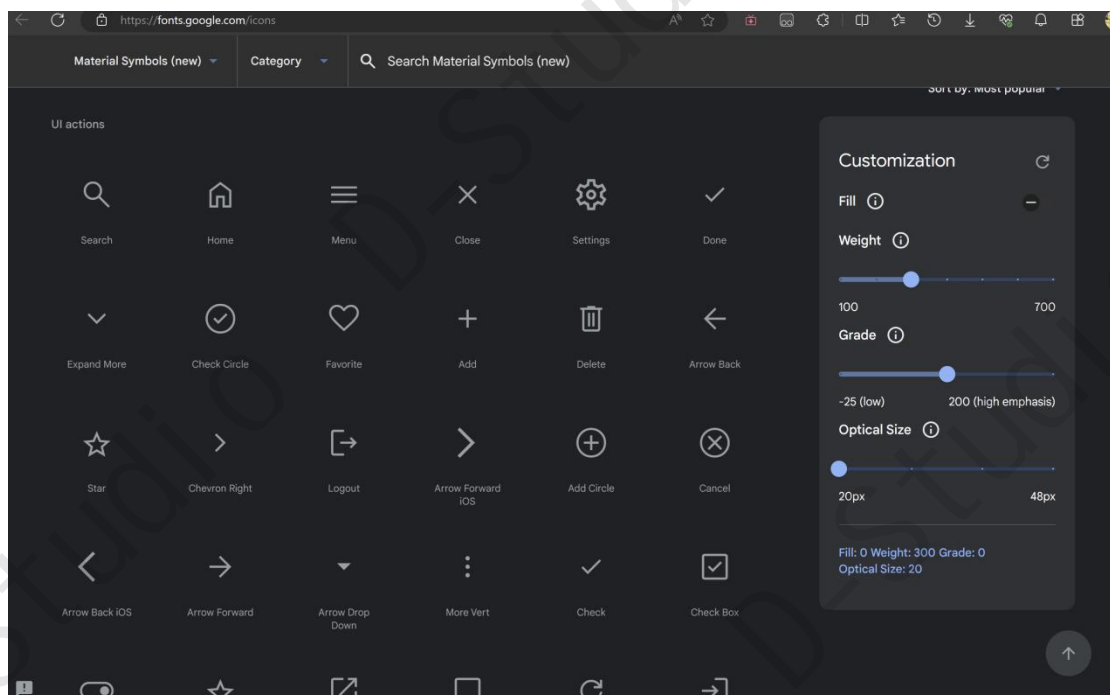 https://fonts.google.com/icons
Material Symbols (new)
Category
Search Material Symbols (new)
Sort by: Most popular
UI actions
Search
Home
Menu
Close
Settings
Done
Expand More
Check Circle
Favorite
Add
Delete
Arrow Back
Star
Chevron Right
Logout
Arrow Forward
iOS
Add Circle
Cancel
Arrow Back iOS
Arrow Forward
Arrow Drop
Down
More Vert
Check
Check Box
Customization
Fill
Weight
100 700
Grade
-25 (low) 200 (high emphasis)
Optical Size
20px 48px
Fill: 0 Weight: 300 Grade: 0
Optical Size: 20
D-Studio
D-Studio
D-Studio